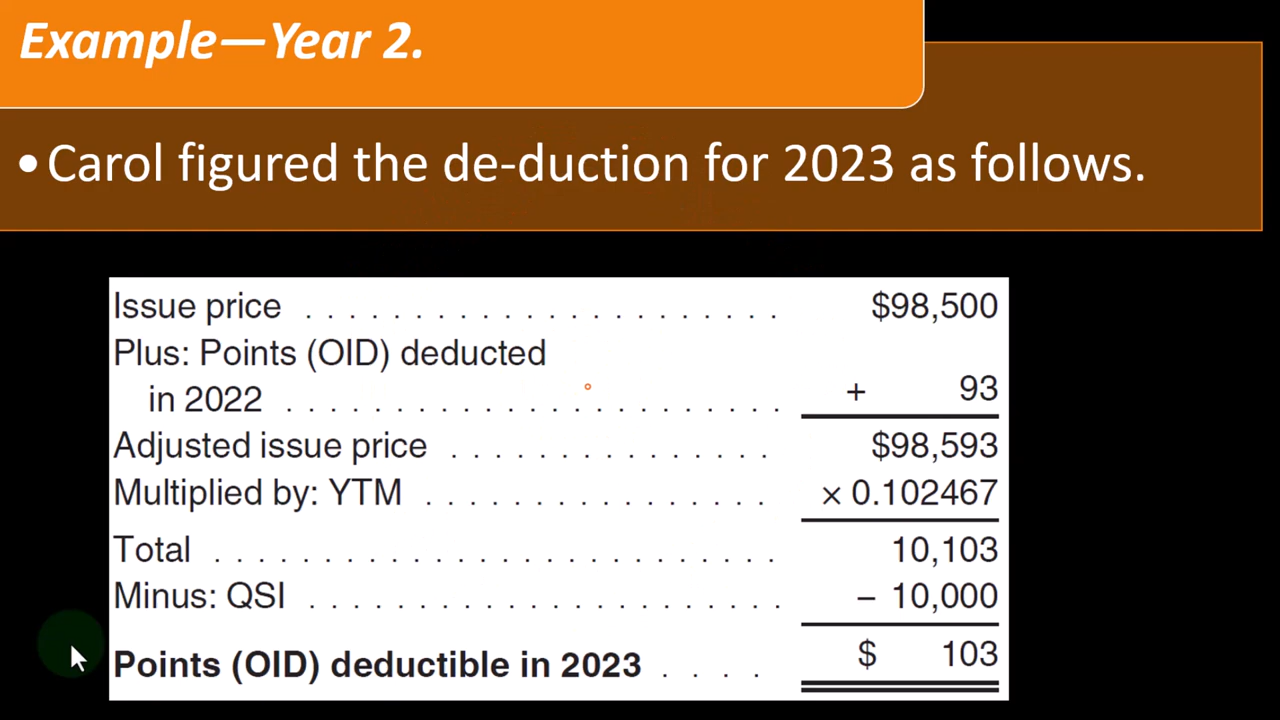 Example—Year 2.
•Carol figured the de-duction for 2023 as follows.
Issue price . . . . . . . . . . . . . . . . . . . . . . $98,500
Plus: Points (OID) deducted
in 2022 . . . . . . . . . . . . . . . . . . . . . . . + 93
Adjusted issue price . . . . . . . . . . . . . . $98,593
Multiplied by: YTM . . . . . . . . . . . . . . . × 0.102467
Total . . . . . . . . . . . . . . . . . . . . . . . . . 10,103
Minus: QSI . . . . . . . . . . . . . . . . . . . . . – 10,000
Points (OID) deductible in 2023 . . . . $ 103